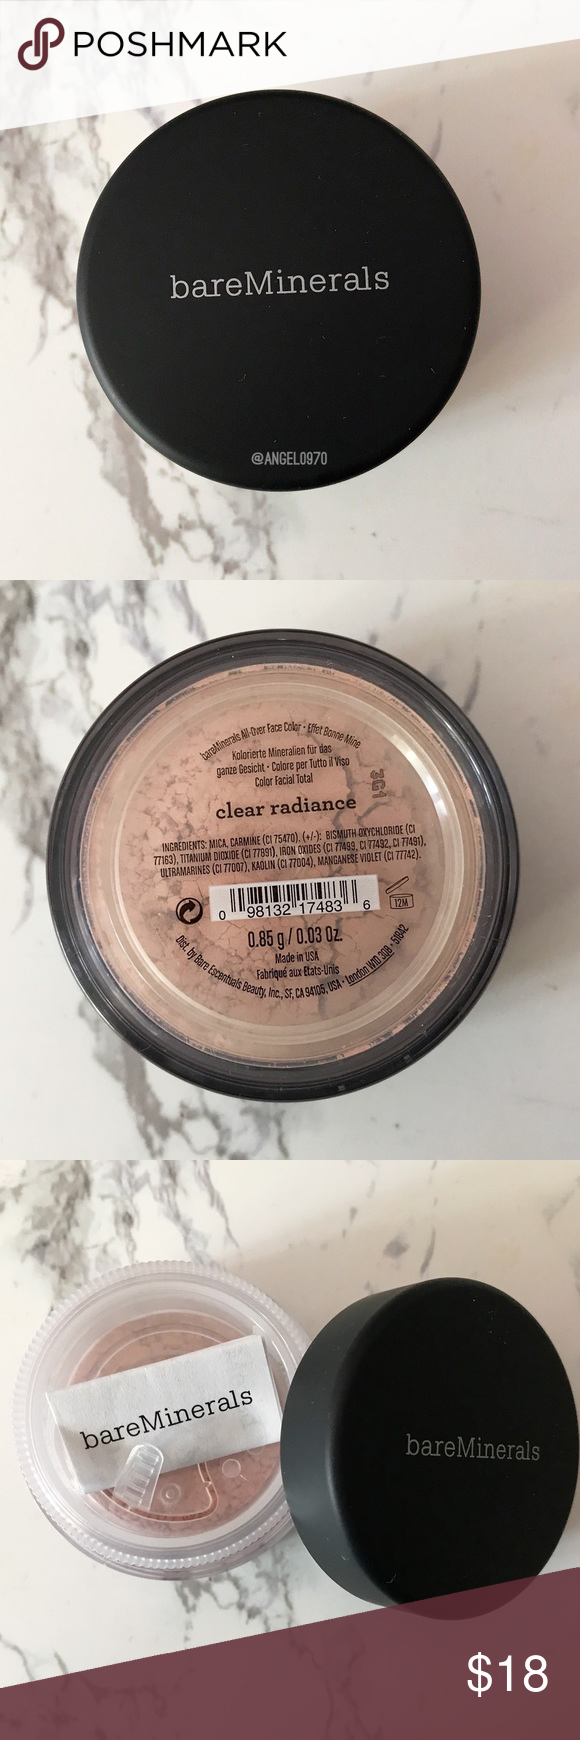 POSHMARK
bareMinerals
@ANGEL0970
bareMinerals All-Over Face Color • Effet Bonne Mine
Kolorierte Mineralien für das
ganze Gesicht • Colore per Tutto il Viso
Color Facial Total
3G1
clear radiance
INGREDIENTS: MICA, CARMINE (CI 75470), (+/-): BISMUTH OXYCHLORIDE (CI
77163), TITANIUM DIOXIDE (CI 77891), IRON OXIDES (CI 77499, CI 77492, CI 77491),
ULTRAMARINES (CI 77007), KAOLIN (CI 77004), MANGANESE VIOLET (CI 77742).
0 98132 17483 6
12M
0.85 g / 0.03 Oz.
Made in USA
Fabriqué aux Etats-Unis
Dist. by Bare Escentuals Beauty, Inc., SF, CA 94105, USA • London W1D 3QB • 51042
bareMinerals
bareMinerals
$18